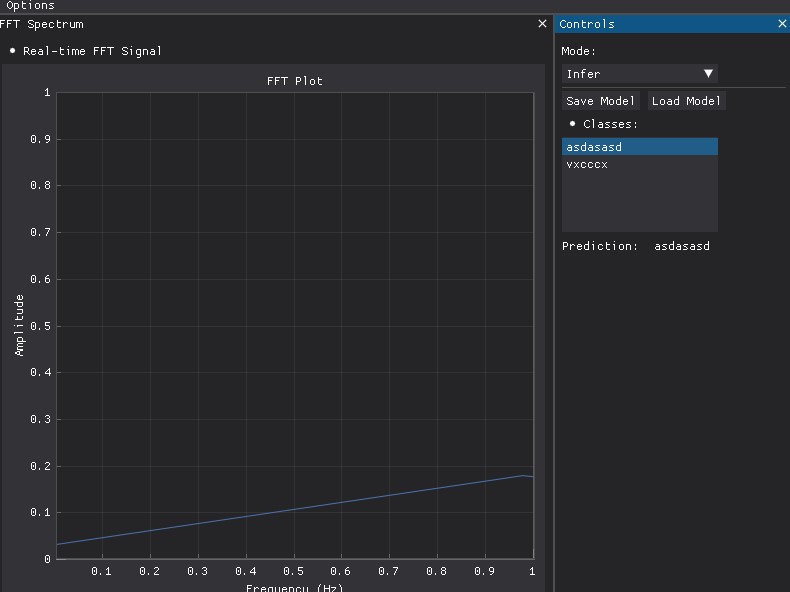 Options
FFT Spectrum
Real-time FFT Signal
FFT Plot
Amplitude
1
0.9
0.8
0.7
0.6
0.5
0.4
0.3
0.2
0.1
0
0.1 0.2 0.3 0.4 0.5 0.6 0.7 0.8 0.9 1
Frequency (Hz)
Controls
Mode:
Infer
Save Model Load Model
Classes:
asdasasd
vxcccx
Prediction: asdasasd